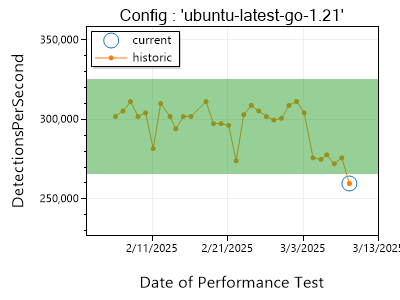 Config : 'ubuntu-latest-go-1.21'
350,000
300,000
250,000
DetectionsPerSecond
current
historic
2/11/2025
2/21/2025
3/3/2025
3/13/2025
Date of Performance Test